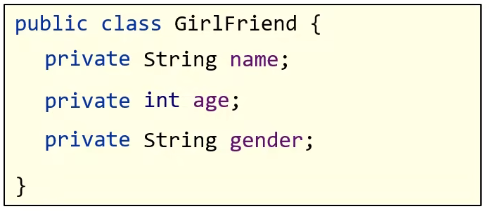 public class GirlFriend {
private String name;
private int age;
private String gender;
}